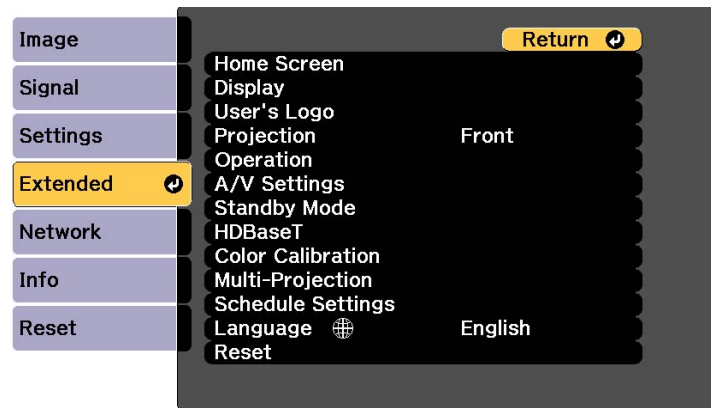 Image
Signal
Settings
Extended
Network
Info
Reset
Return
Home Screen
Display
User's Logo
Projection Front
Operation
A/V Settings
Standby Mode
HDBaseT
Color Calibration
Multi-Projection
Schedule Settings
Language English
Reset